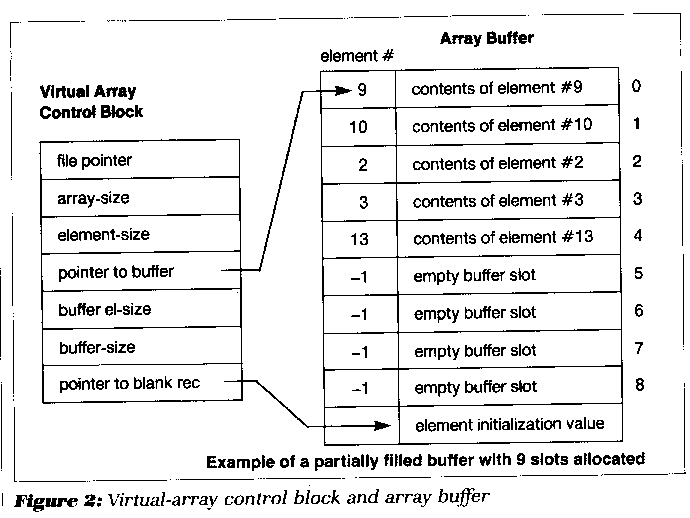 Array Buffer
element #
Virtual Array
Control Block
file pointer
array-size
element-size
pointer to buffer
buffer el-size
buffer-size
pointer to blank rec
9 contents of element #9 0
10 contents of element #10 1
2 contents of element #2 2
3 contents of element #3 3
13 contents of element #13 4
–1 empty buffer slot 5
–1 empty buffer slot 6
–1 empty buffer slot 7
–1 empty buffer slot 8
element initialization value
Example of a partially filled buffer with 9 slots allocated
Figure 2: Virtual-array control block and array buffer